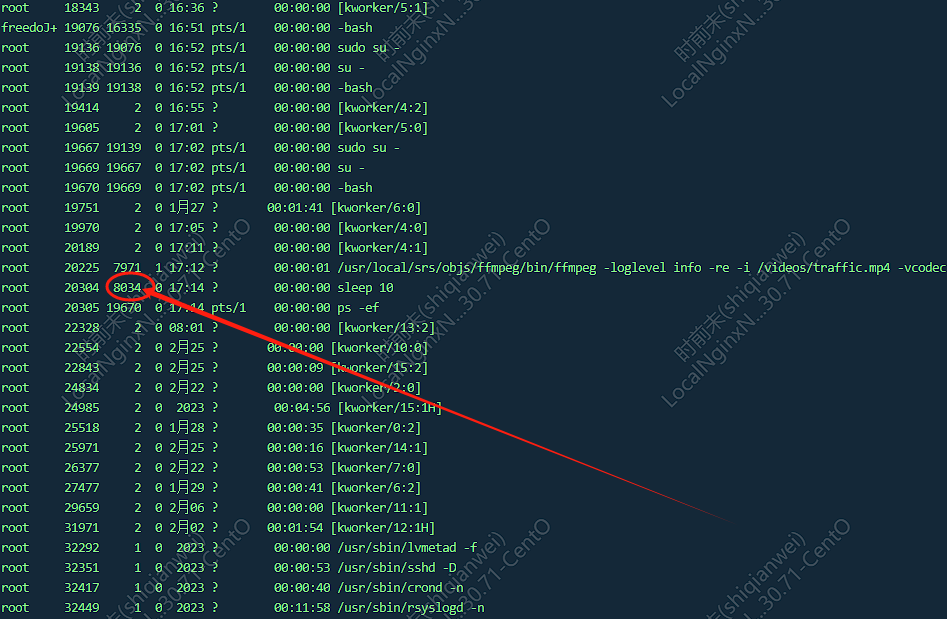 root     18343     2  0 16:36 ?        00:00:00 [kworker/5:1]
freedoJ+ 19076 16335  0 16:51 pts/1    00:00:00 -bash
root     19136 19076  0 16:52 pts/1    00:00:00 sudo su -
root     19138 19136  0 16:52 pts/1    00:00:00 su -
root     19139 19138  0 16:52 pts/1    00:00:00 -bash
root     19414     2  0 16:55 ?        00:00:00 [kworker/4:2]
root     19605     2  0 17:01 ?        00:00:00 [kworker/5:0]
root     19667 19139  0 17:02 pts/1    00:00:00 sudo su -
root     19669 19667  0 17:02 pts/1    00:00:00 su -
root     19670 19669  0 17:02 pts/1    00:00:00 -bash
root     19751     2  0 1月27 ?        00:01:41 [kworker/6:0]
root     19970     2  0 17:05 ?        00:00:00 [kworker/4:0]
root     20189     2  0 17:11 ?        00:00:00 [kworker/4:1]
root     20225  7971  1 17:12 ?        00:00:01 /usr/local/srs/objs/ffmpeg/bin/ffmpeg -loglevel info -re -i /videos/traffic.mp4 -vcodec
root     20304  8034  0 17:14 ?        00:00:00 sleep 10
root     20305 19670  0 17:14 pts/1    00:00:00 ps -ef
root     22328     2  0 08:01 ?        00:00:00 [kworker/13:2]
root     22554     2  0 2月25 ?        00:00:00 [kworker/10:0]
root     22843     2  0 2月25 ?        00:00:09 [kworker/15:2]
root     24834     2  0 2月22 ?        00:00:00 [kworker/2:0]
root     24985     2  0  2023 ?        00:04:56 [kworker/15:1H]
root     25518     2  0 1月28 ?        00:00:35 [kworker/0:2]
root     25971     2  0 2月25 ?        00:00:16 [kworker/14:1]
root     26377     2  0 2月22 ?        00:00:53 [kworker/7:0]
root     27477     2  0 1月29 ?        00:00:41 [kworker/6:2]
root     29659     2  0 2月06 ?        00:00:00 [kworker/11:1]
root     31971     2  0 2月02 ?        00:01:54 [kworker/12:1H]
root     32292     1  0  2023 ?        00:00:00 /usr/sbin/lvmetad -f
root     32351     1  0  2023 ?        00:00:53 /usr/sbin/sshd -D
root     32417     1  0  2023 ?        00:00:40 /usr/sbin/crond -n
root     32449     1  0  2023 ?        00:11:58 /usr/sbin/rsyslogd -n
时前未(shiqianwei)
LocalNginxN...30.71-CentO